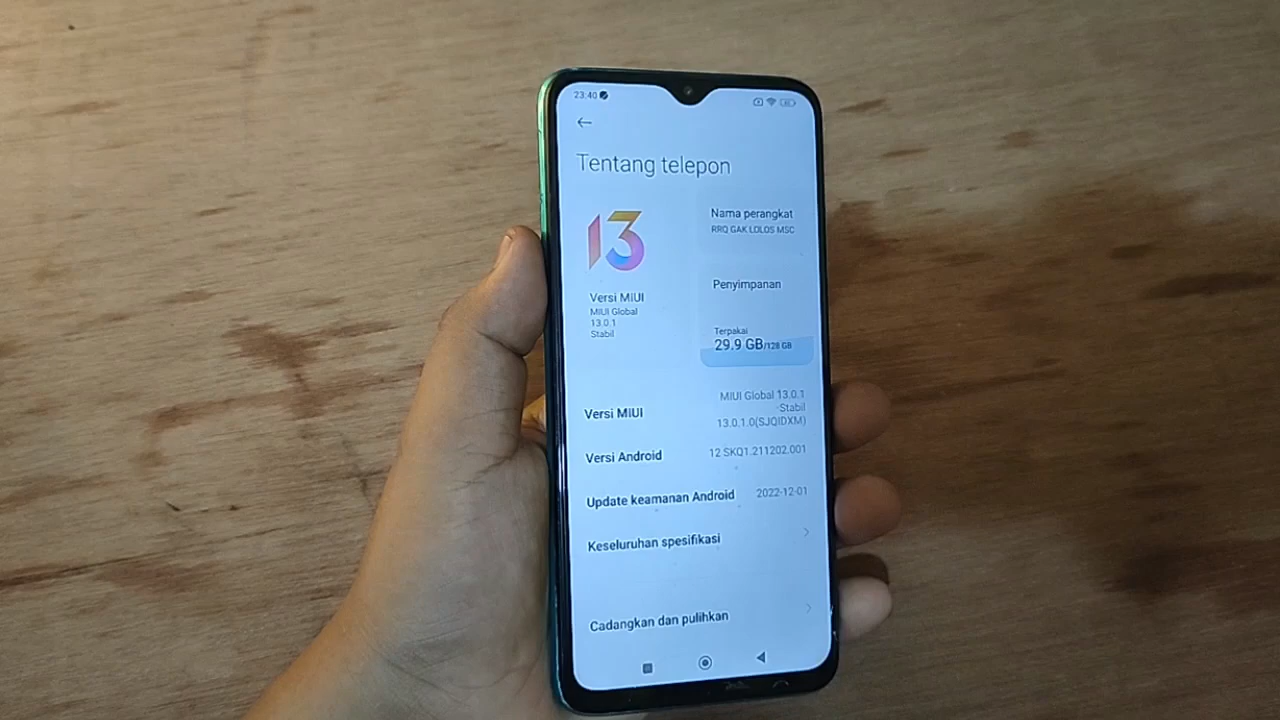 23:40
Tentang telepon
13
Nama perangkat
RRQ GAK LOLOS MSC
Versi MIUI
MIUI Global
13.0.1
Stabil
Penyimpanan
Terpakai
29.9 GB/128 GB
Versi MIUI
MIUI Global 13.0.1
Stabil
13.0.1.0(SJQIDXM)
Versi Android
12 SKQ1.211202.001
Update keamanan Android
2022-12-01
Keseluruhan spesifikasi
Cadangkan dan pulihkan